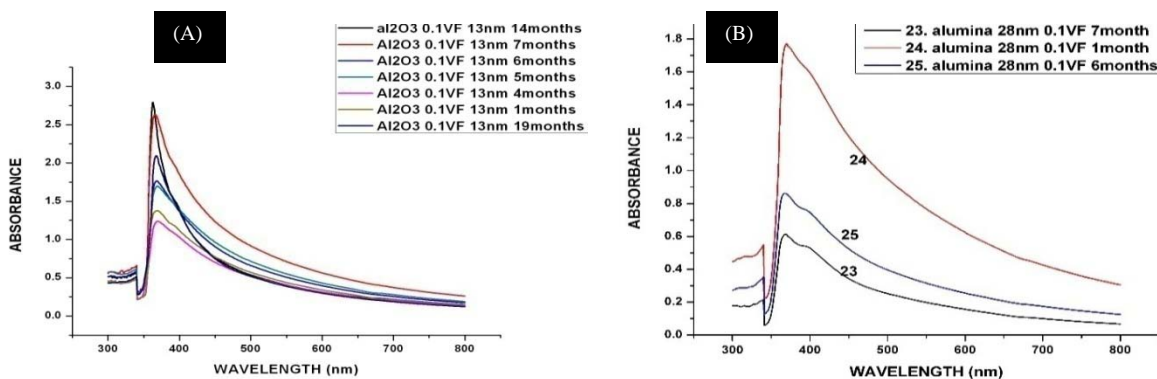 (A)
al2O3 0.1VF 13nm 14months
Al2O3 0.1VF 13nm 7months
Al2O3 0.1VF 13nm 6months
Al2O3 0.1VF 13nm 5months
Al2O3 0.1VF 13nm 4months
Al2O3 0.1VF 13nm 1months
Al2O3 0.1VF 13nm 19months
ABSORBANCE
3.0
2.5
2.0
1.5
1.0
0.5
0.0
300 400 500 600 700 800
WAVELENGTH (nm)
(B)
23. alumina 28nm 0.1VF 7month
24. alumina 28nm 0.1VF 1month
25. alumina 28nm 0.1VF 6months
ABSORBANCE
1.8
1.6
1.4
1.2
1.0
0.8
0.6
0.4
0.2
0.0
24
25
23
300 400 500 600 700 800
WAVELENGTH (nm)